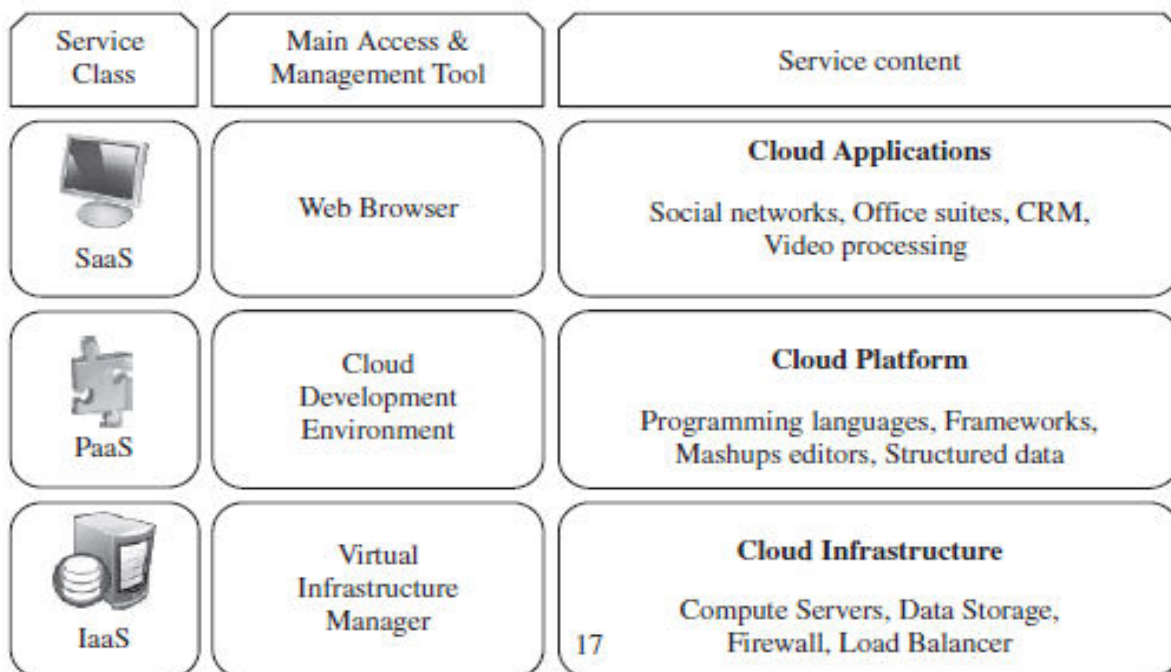 Service
Class
Main Access &
Management Tool
Service content
SaaS
Web Browser
Cloud Applications
Social networks, Office suites, CRM,
Video processing
PaaS
Cloud
Development
Environment
Cloud Platform
Programming languages, Frameworks,
Mashups editors, Structured data
IaaS
Virtual
Infrastructure
Manager
17
Cloud Infrastructure
Compute Servers, Data Storage,
Firewall, Load Balancer